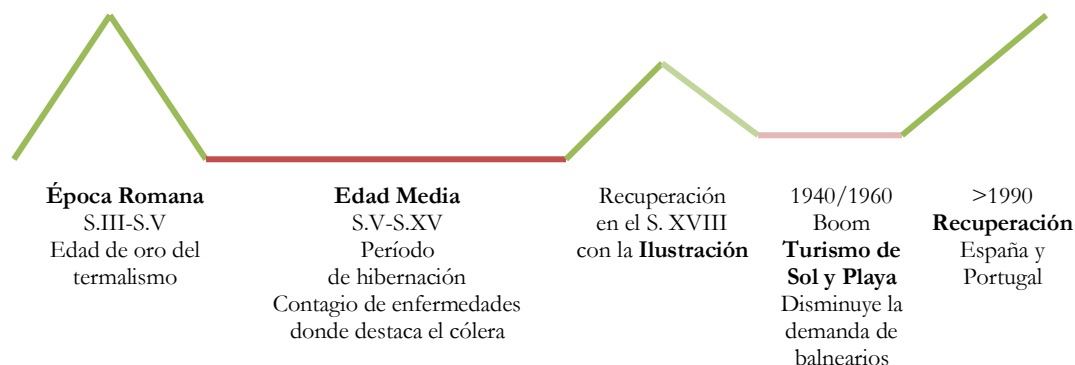 Época Romana
S.III-S.V
Edad de oro del
termalismo
Edad Media
S.V-S.XV
Período
de hibernación
Contagio de enfermedades
donde destaca el cólera
Recuperación
en el S. XVIII
con la Ilustración
1940/1960
Boom
Turismo de
Sol y Playa
Disminuye la
demanda de
balnearios
>1990
Recuperación
España y
Portugal